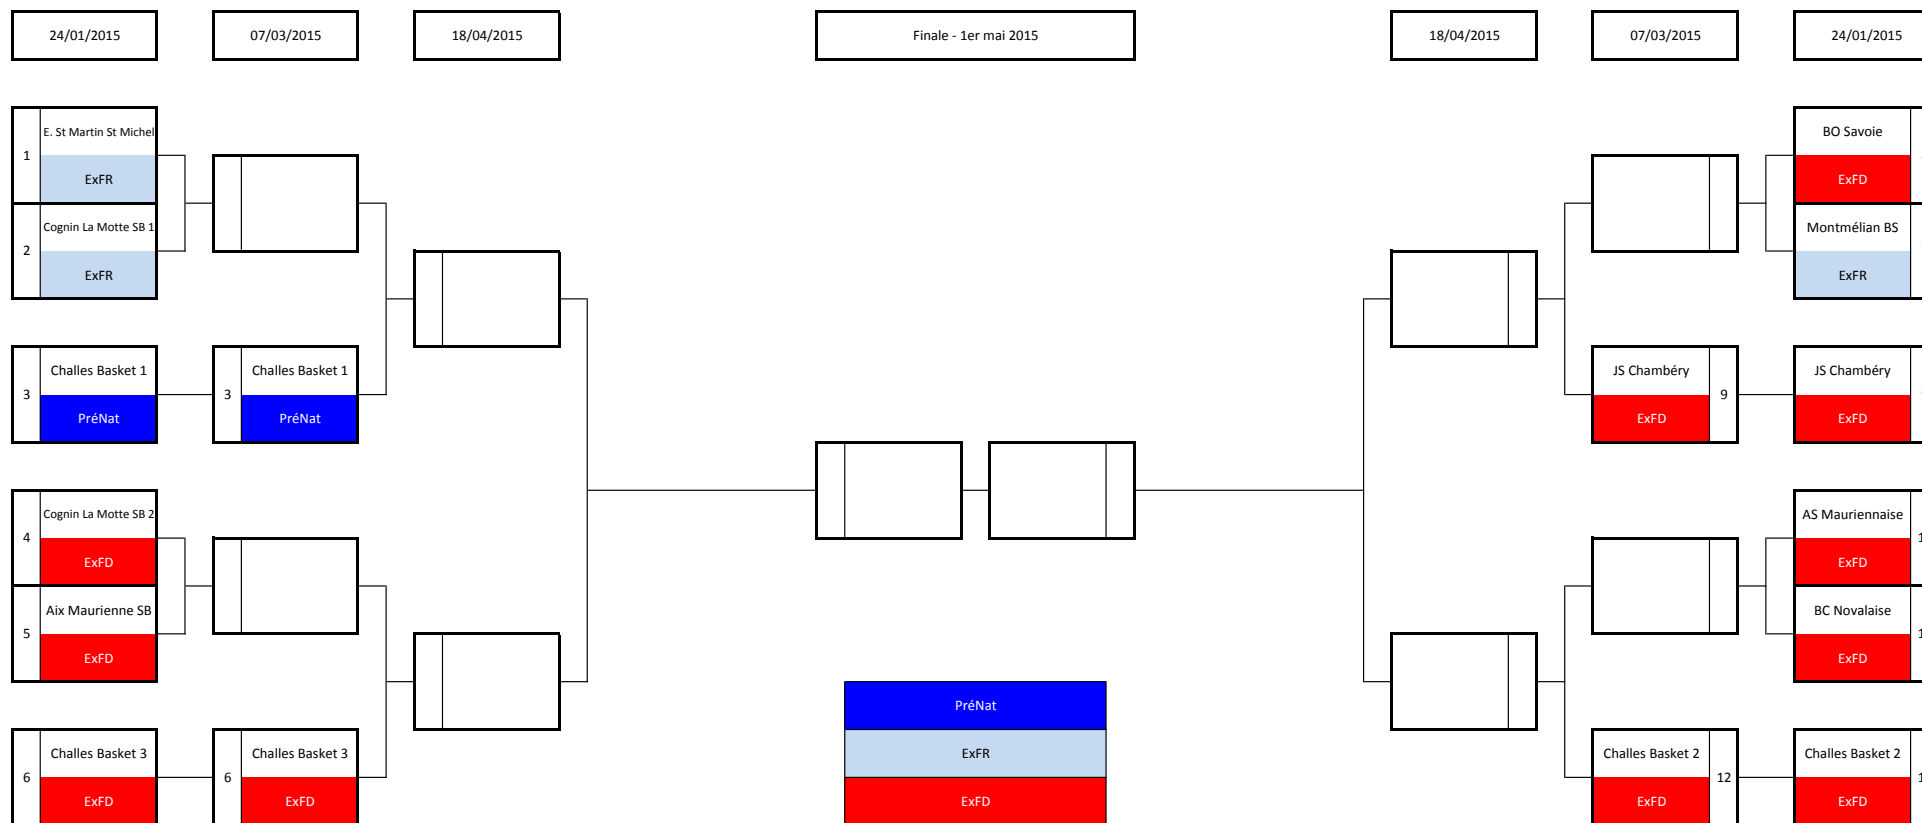 24/01/2015
07/03/2015
18/04/2015
Finale - 1er mai 2015
18/04/2015
07/03/2015
24/01/2015
1
E. St Martin St Michel
ExFR
2
Cognin La Motte SB 1
ExFR
3
Challes Basket 1
PréNat
3
Challes Basket 1
PréNat
4
Cognin La Motte SB 2
ExFD
5
Aix Maurienne SB
ExFD
6
Challes Basket 3
ExFD
6
Challes Basket 3
ExFD
PréNat
ExFR
ExFD
JS Chambéry
ExFD
9
Challes Basket 2
ExFD
12
BO Savoie
ExFD
Montmélian BS
ExFR
JS Chambéry
ExFD
AS Mauriennaise
ExFD
BC Novalaise
ExFD
Challes Basket 2
ExFD